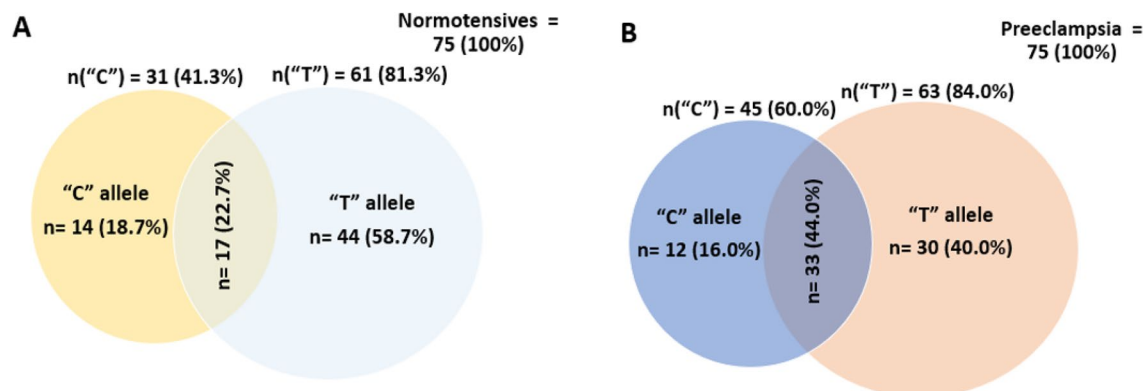 A
Normotensives =
75 (100%)
n(“C”) = 31 (41.3%)
n(“T”) = 61 (81.3%)
“C” allele
n= 14 (18.7%)
n= 17 (22.7%)
“T” allele
n= 44 (58.7%)
B
Preeclampsia =
75 (100%)
n(“C”) = 45 (60.0%)
n(“T”) = 63 (84.0%)
“C” allele
n= 12 (16.0%)
n= 33 (44.0%)
“T” allele
n= 30 (40.0%)